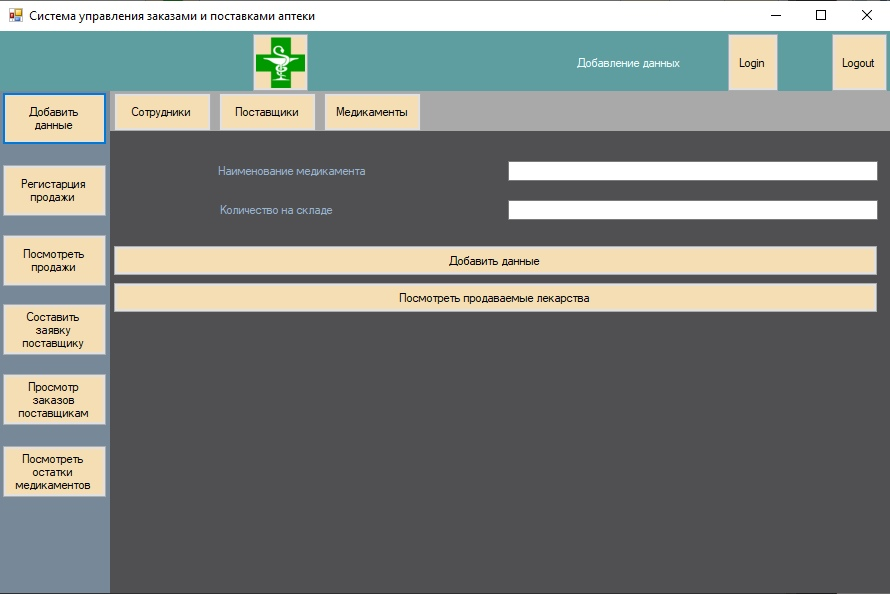 Система управления заказами и поставками аптеки
Добавление данных
Login
Logout
Добавить
данные
Сотрудники
Поставщики
Медикаменты
Регистарция
продажи
Посмотреть
продажи
Составить
заявку
поставщику
Просмотр
заказов
поставщикам
Посмотреть
остатки
медикаментов
Наименование медикамента
Количество на складе
Добавить данные
Посмотреть продаваемые лекарства